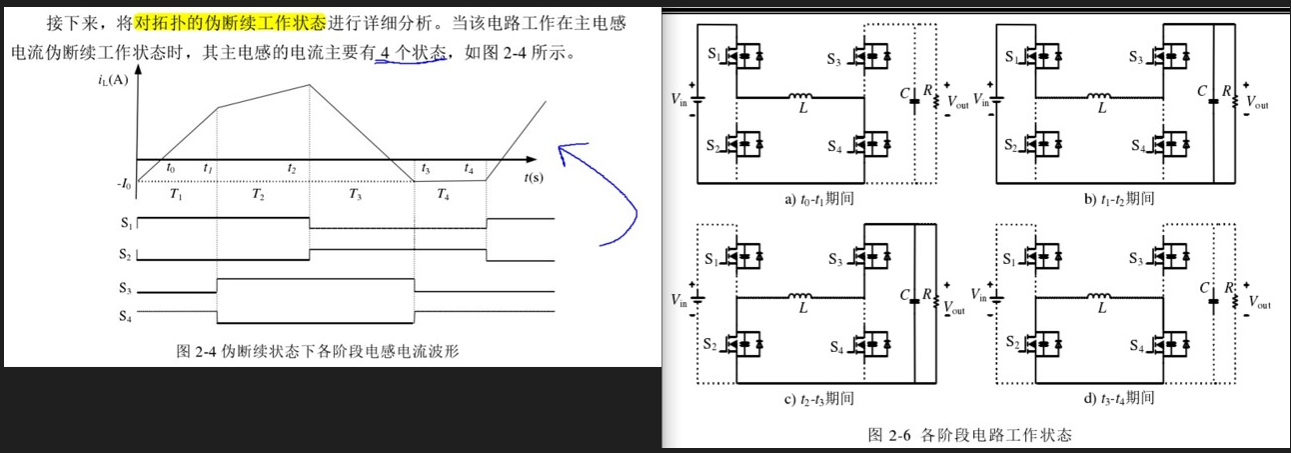 接下来，将对拓扑的伪断续工作状态进行详细分析。当该电路工作在主电感
电流伪断续工作状态时，其主电感的电流主要有 4 个状态，如图 2-4 所示。
iL(A)
t0 t1 t2 t3 t4 t(s)
-I0
T1 T2 T3 T4
S1
S2
S3
S4
图 2-4 伪断续状态下各阶段电感电流波形
S1 S3
Vin + - L C R + Vout -
S2 S4
a) t0-t1期间
S1 S3
Vin + - L C R + Vout -
S2 S4
b) t1-t2期间
S1 S3
Vin + - L C R + Vout -
S2 S4
c) t2-t3期间
S1 S3
Vin + - L C R + Vout -
S2 S4
d) t3-t4期间
图 2-6 各阶段电路工作状态